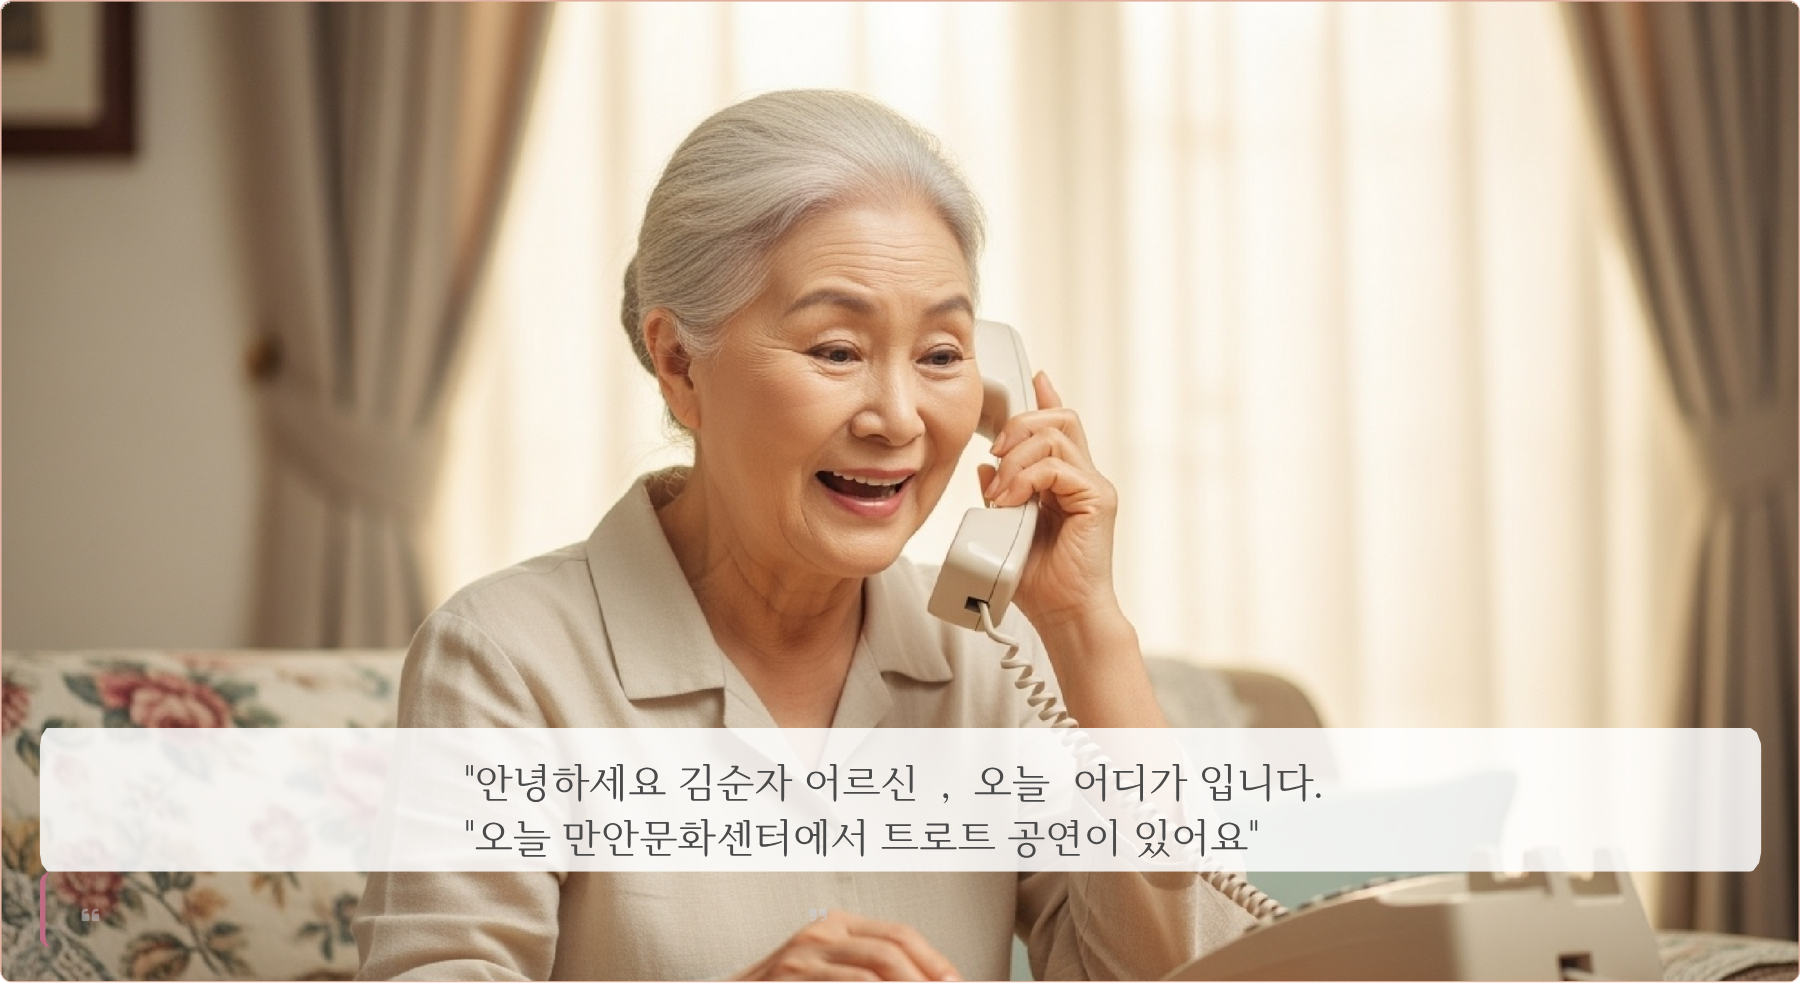 "안녕하세요 김순자 어르신 , 오늘 어디가 입니다.
"오늘 만안문화센터에서 트로트 공연이 있어요"